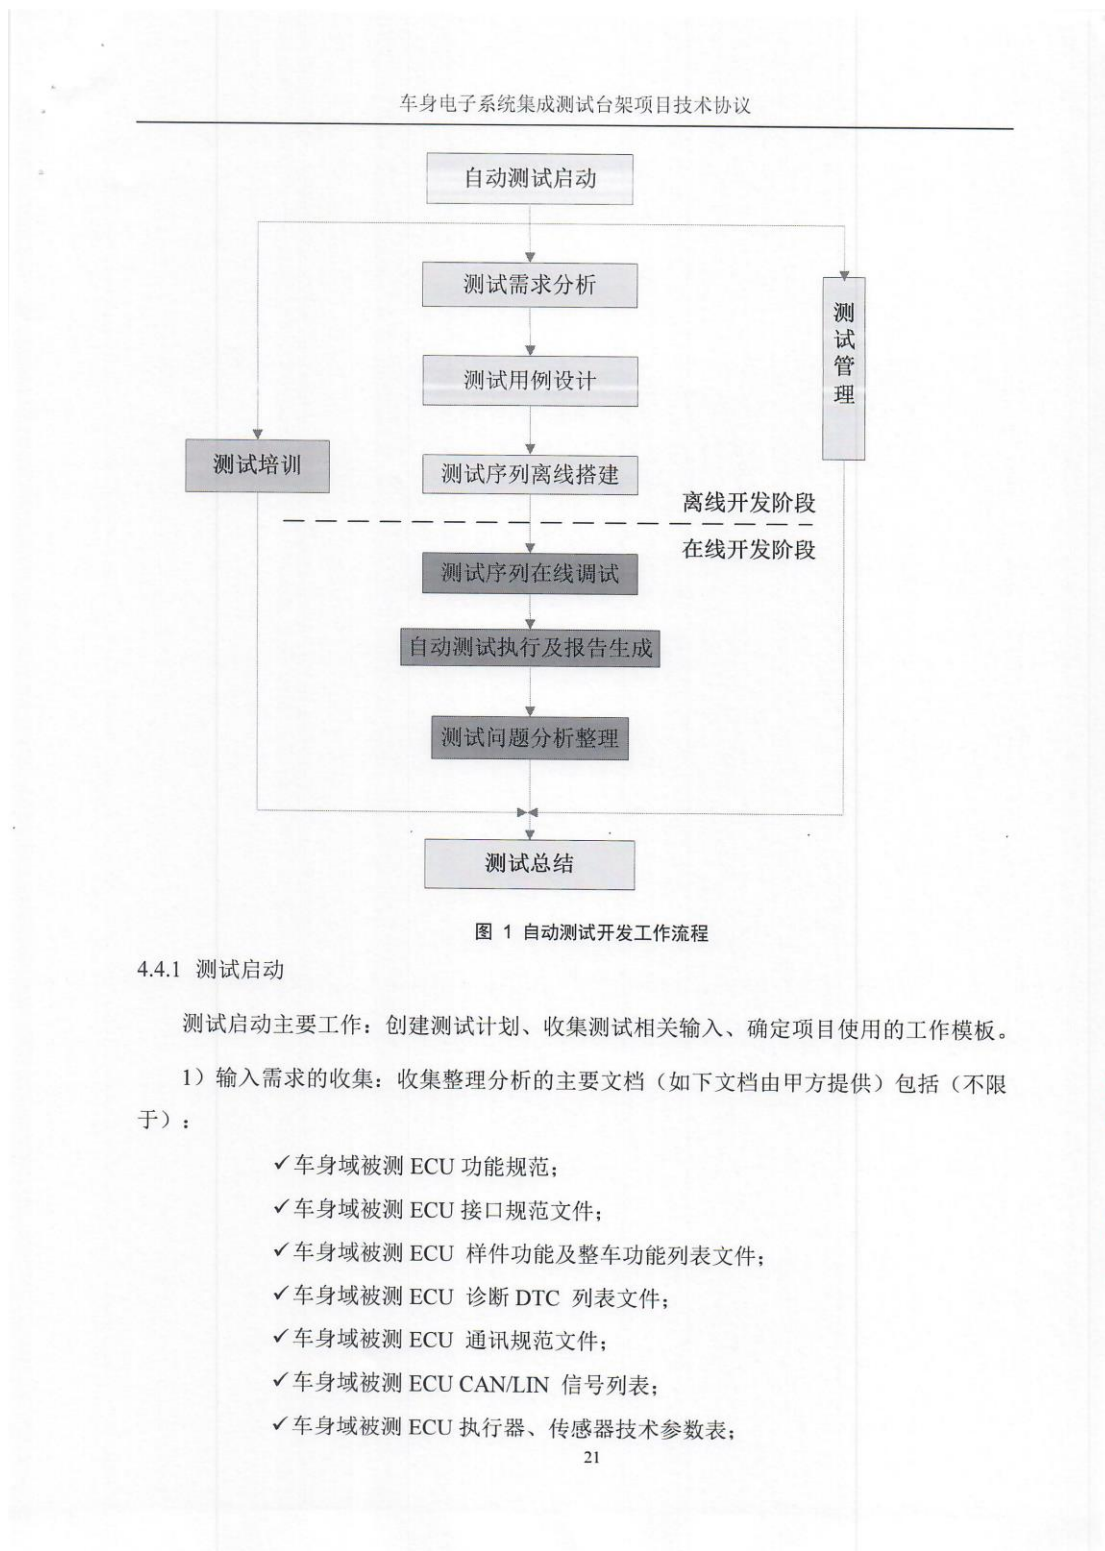 车身电子系统集成测试台架项目技术协议
自动测试启动
测试需求分析
测试管理
测试用例设计
测试培训
测试序列离线搭建
离线开发阶段
在线开发阶段
测试序列在线调试
自动测试执行及报告生成
测试问题分析整理
测试总结
图 1 自动测试开发工作流程
4.4.1 测试启动
测试启动主要工作：创建测试计划、收集测试相关输入、确定项目使用的工作模板。
1）输入需求的收集：收集整理分析的主要文档（如下文档由甲方提供）包括（不限
于）：
✓车身域被测 ECU 功能规范；
✓车身域被测 ECU 接口规范文件；
✓车身域被测 ECU 样件功能及整车功能列表文件；
✓车身域被测 ECU 诊断 DTC 列表文件；
✓车身域被测 ECU 通讯规范文件；
✓车身域被测 ECU CAN/LIN 信号列表；
✓车身域被测 ECU 执行器、传感器技术参数表；
21